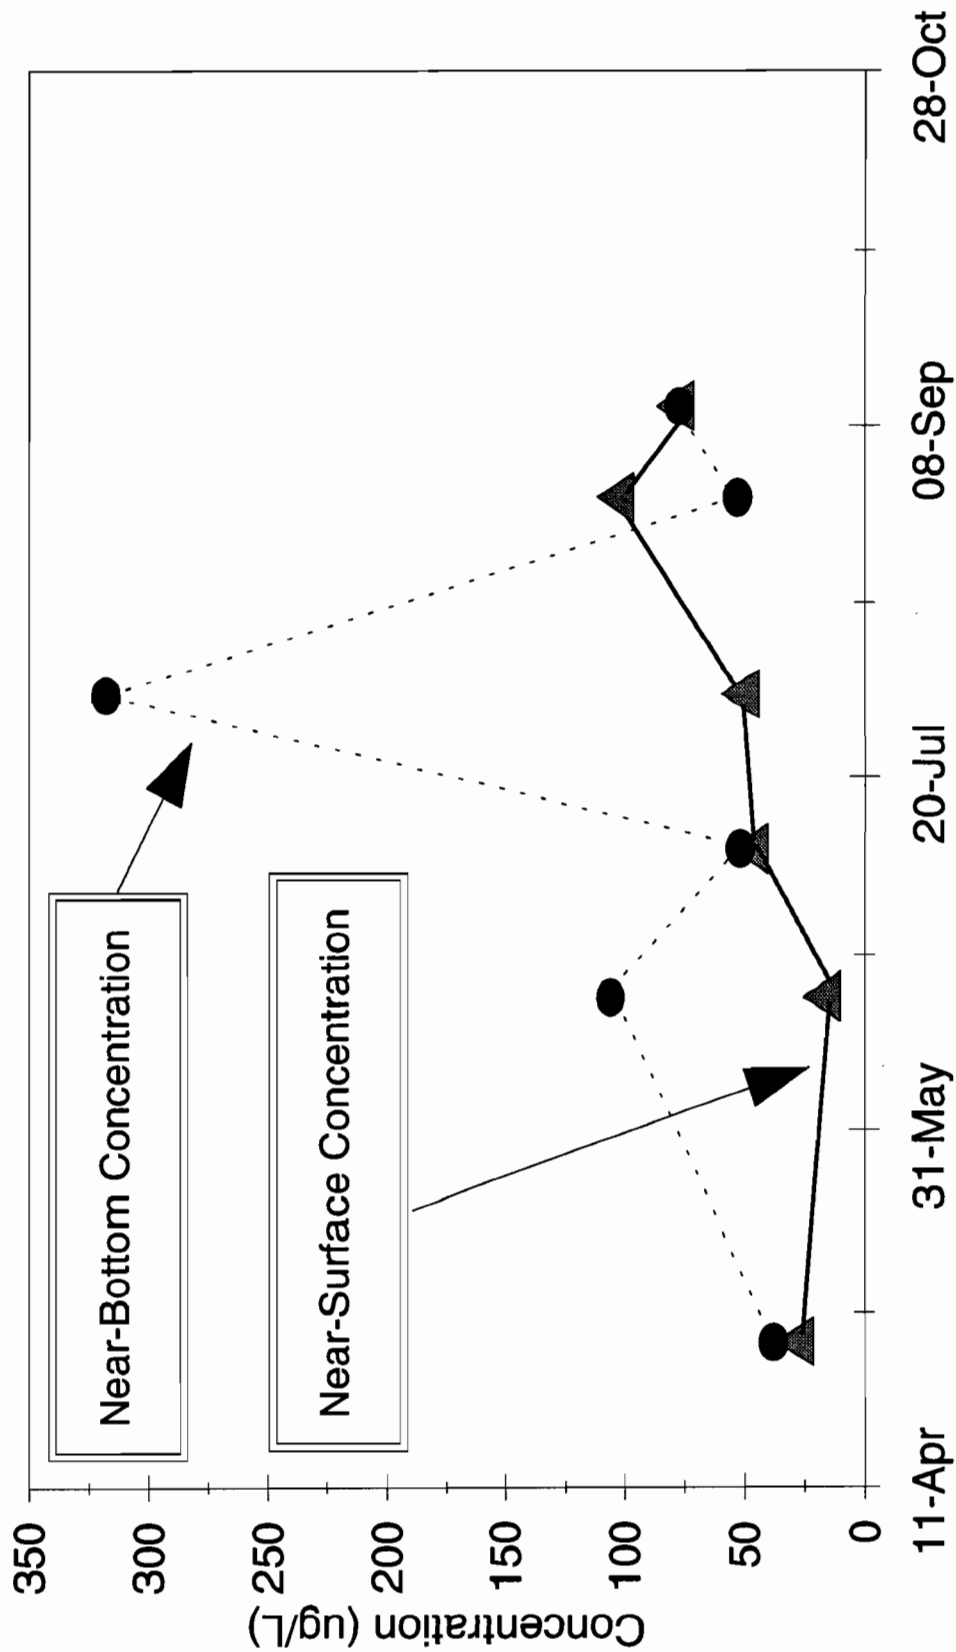 Concentration (ug/L)
350
300
250
200
150
100
50
0
Near-Bottom Concentration
Near-Surface Concentration
11-Apr
31-May
20-Jul
08-Sep
28-Oct